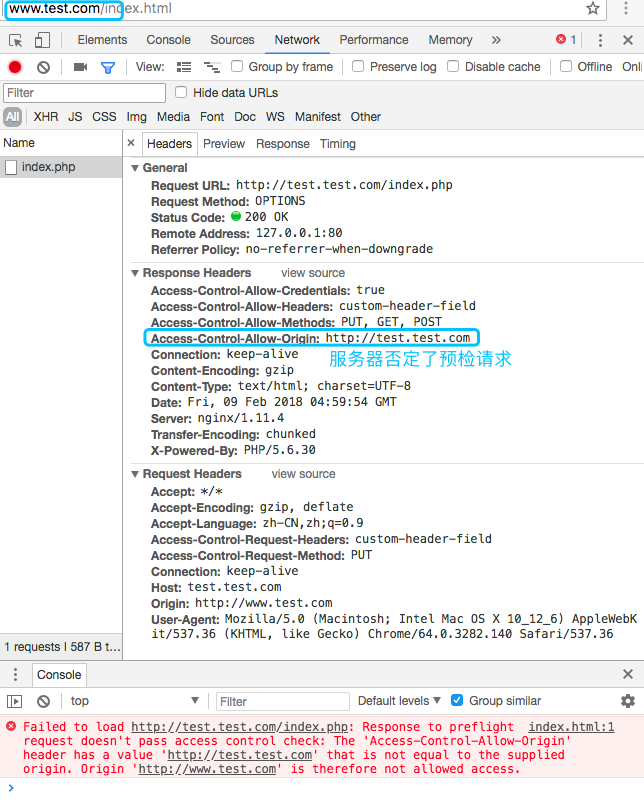 www.test.com/index.html
Elements Console Sources Network Performance Memory » 1
View: Group by frame Preserve log Disable cache Offline Onli
Filter Hide data URLs
All XHR JS CSS Img Media Font Doc WS Manifest Other
Name × Headers Preview Response Timing
index.php
General
Request URL: http://test.test.com/index.php
Request Method: OPTIONS
Status Code: 200 OK
Remote Address: 127.0.0.1:80
Referrer Policy: no-referrer-when-downgrade
Response Headers view source
Access-Control-Allow-Credentials: true
Access-Control-Allow-Headers: custom-header-field
Access-Control-Allow-Methods: PUT, GET, POST
Access-Control-Allow-Origin: http://test.test.com
Connection: keep-alive
服务器否定了预检请求
Content-Encoding: gzip
Content-Type: text/html; charset=UTF-8
Date: Fri, 09 Feb 2018 04:59:54 GMT
Server: nginx/1.11.4
Transfer-Encoding: chunked
X-Powered-By: PHP/5.6.30
Request Headers view source
Accept: */*
Accept-Encoding: gzip, deflate
Accept-Language: zh-CN,zh;q=0.9
Access-Control-Request-Headers: custom-header-field
Access-Control-Request-Method: PUT
Connection: keep-alive
Host: test.test.com
Origin: http://www.test.com
User-Agent: Mozilla/5.0 (Macintosh; Intel Mac OS X 10_12_6) AppleWebK
it/537.36 (KHTML, like Gecko) Chrome/64.0.3282.140 Safari/537.36
1 requests | 587 B t...
Console
top Filter Default levels Group similar
Failed to load http://test.test.com/index.php: Response to preflight index.html:1
request doesn't pass access control check: The 'Access-Control-Allow-Origin'
header has a value 'http://test.test.com' that is not equal to the supplied
origin. Origin 'http://www.test.com' is therefore not allowed access.